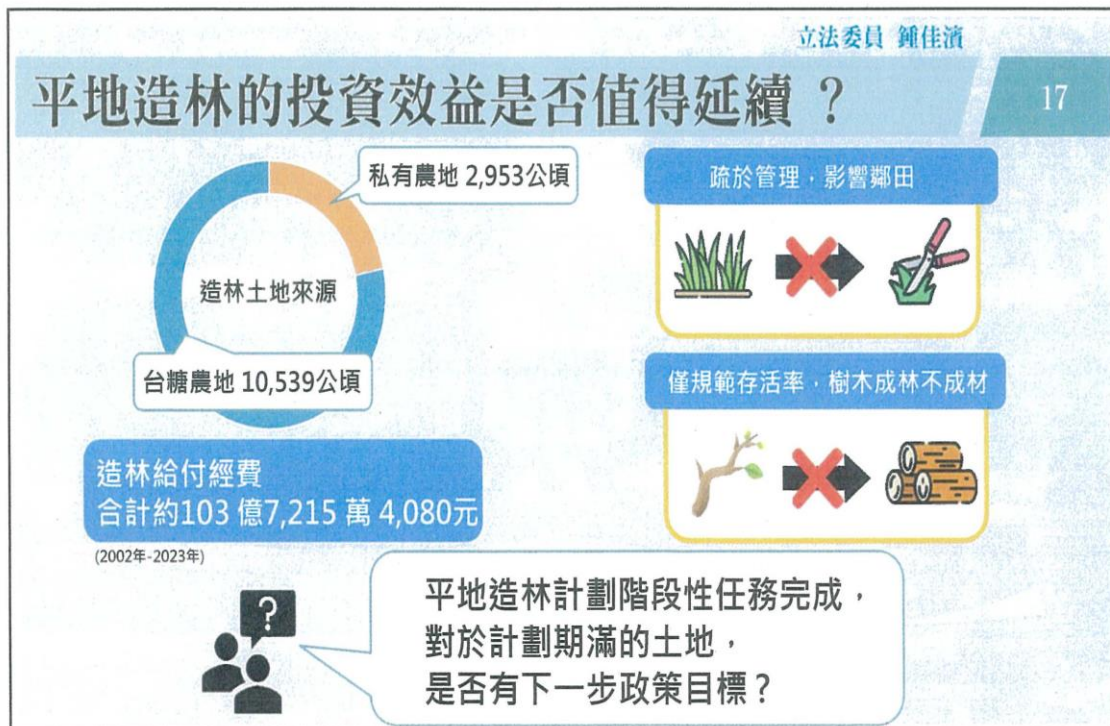 立法委員 鍾佳濱
平地造林的投資效益是否值得延續 ?
17
私有農地 2,953公頃
造林土地來源
台糖農地 10,539公頃
造林給付經費
合計約103 億7,215 萬 4,080元
(2002年-2023年)
疏於管理，影響鄰田
僅規範存活率，樹木成林不成材
?
平地造林計劃階段性任務完成，
對於計劃期滿的土地，
是否有下一步政策目標？